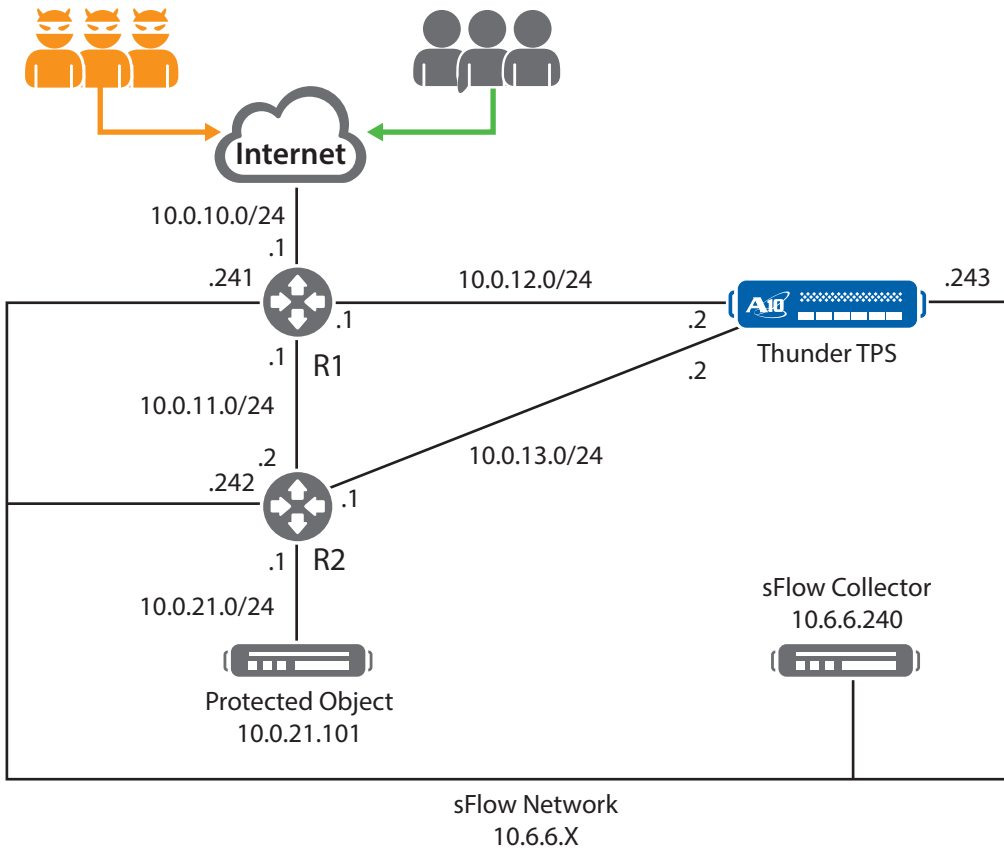 Internet
10.0.10.0/24
.1
.241
10.0.12.0/24
.243
.1
.2
A10
Thunder TPS
.1
R1
.2
10.0.11.0/24
.2
10.0.13.0/24
.242
.1
.1
R2
10.0.21.0/24
sFlow Collector
10.6.6.240
Protected Object
10.0.21.101
sFlow Network
10.6.6.X